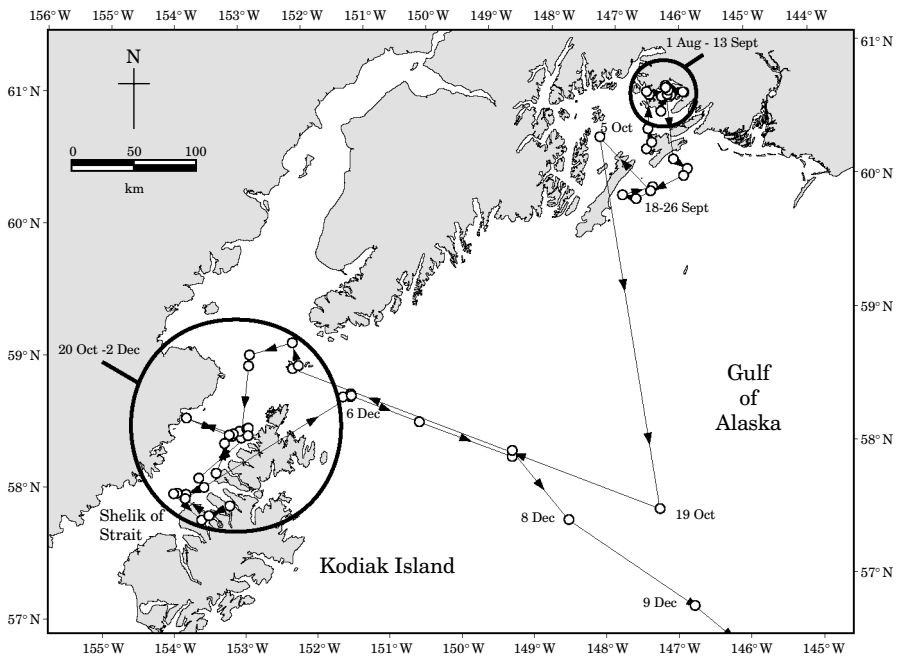 156°W 155°W 154°W 153°W 152°W 151°W 150°W 149°W 148°W 147°W 146°W 145°W 144°W
1 Aug - 13 Sept
61°N
N
61°N
5 Oct
0 50 100
km
60°N
18-26 Sept
60°N
59°N
20 Oct -2 Dec
59°N
Gulf
of
Alaska
6 Dec
58°N
58°N
Shelik of
Strait
8 Dec
19 Oct
Kodiak Island
57°N
9 Dec
57°N
155°W 154°W 153°W 152°W 151°W 150°W 149°W 148°W 147°W 146°W 145°W